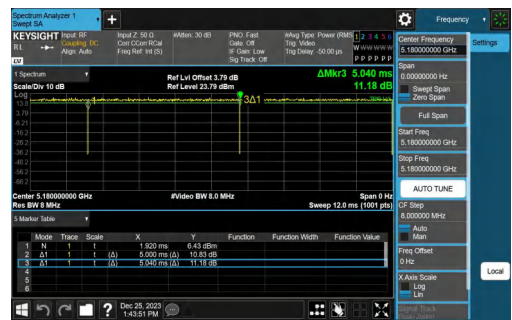 Spectrum Analyzer 1
Swept SA
Frequency
KEYSIGHT
Input: RF
Input Z: 50 Ω
#Atten: 30 dB
PNO: Fast
#Avg Type: Power (RMS
1 2 3 4 5 6
RL
Coupling: DC
Corr CCorr RCal
Gate: Off
Trig: Video
W W W W W W
Align: Auto
Freq Ref: Int (S)
IF Gain: Low
Trig Delay: -50.00 µs
P P P P P P
Sig Track: Off
LV
1 Spectrum
Ref Lvl Offset 3.79 dB
ΔMkr3 5.040 ms
Scale/Div 10 dB
Ref Level 23.79 dBm
11.18 dB
Log
13.8
3.79
-6.21
-16.2
-26.2
-36.2
-46.2
-56.2
-66.2
3Δ1
Center 5.180000000 GHz
#Video BW 8.0 MHz
Span 0 Hz
Res BW 8 MHz
Sweep 12.0 ms (1001 pts)
5 Marker Table
Mode Trace Scale X Y Function Function Width Function Value
1 N 1 t 1.920 ms 6.43 dBm
2 Δ1 1 t (Δ) 5.000 ms (Δ) 10.83 dB
3 Δ1 1 t (Δ) 5.040 ms (Δ) 11.18 dB
4
5
6
Dec 25, 2023
1:43:51 PM
Center Frequency
5.180000000 GHz
Settings
Span
0.00000000 Hz
Swept Span
Zero Span
Full Span
Start Freq
5.180000000 GHz
Stop Freq
5.180000000 GHz
AUTO TUNE
CF Step
8.000000 MHz
Auto
Man
Freq Offset
0 Hz
X Axis Scale
Log
Lin
Local
Signal Track